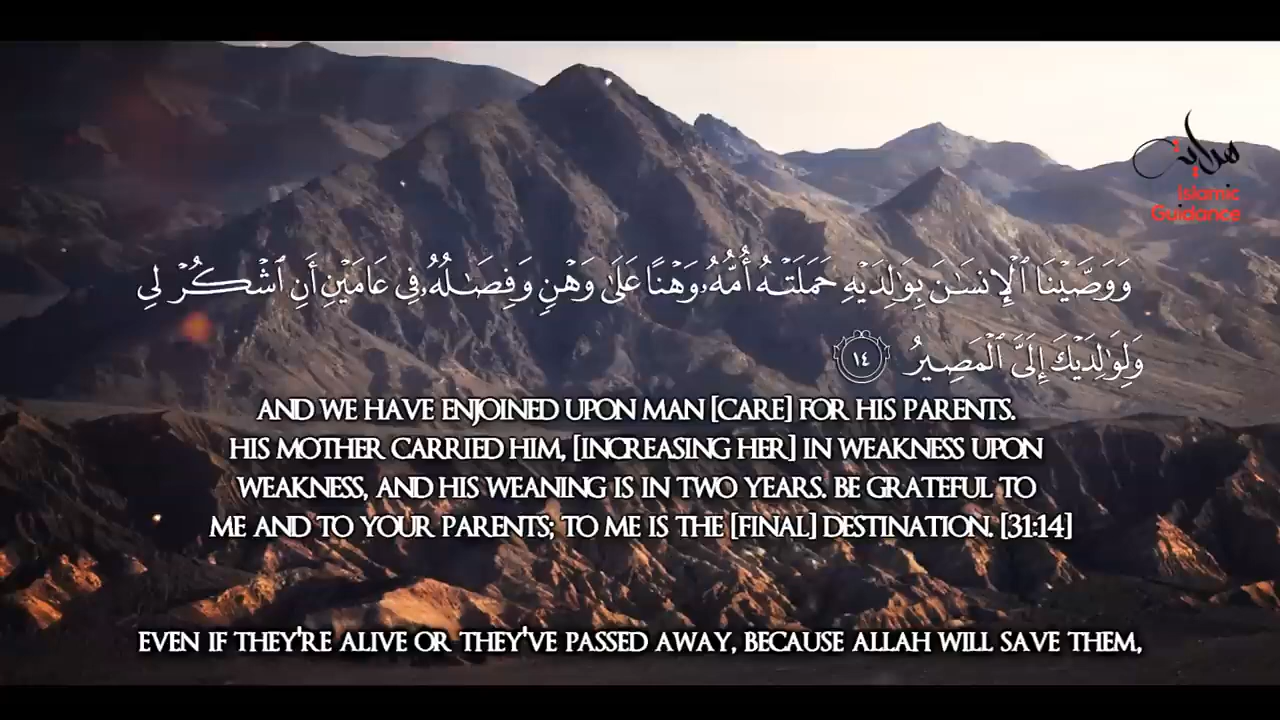 هداية
Islamic
Guidance
وَوَصَّيْنَا ٱلْإِنسَـٰنَ بِوَٰلِدَيْهِ حَمَلَتْهُ أُمُّهُۥ وَهْنًا عَلَىٰ وَهْنٍ وَفِصَـٰلُهُۥ فِى عَامَيْنِ أَنِ ٱشْكُرْ لِى
وَلِوَٰلِدَيْكَ إِلَىَّ ٱلْمَصِيرُ ١٤
AND WE HAVE ENJOINED UPON MAN [CARE] FOR HIS PARENTS.
HIS MOTHER CARRIED HIM, [INCREASING HER] IN WEAKNESS UPON
WEAKNESS, AND HIS WEANING IS IN TWO YEARS. BE GRATEFUL TO
ME AND TO YOUR PARENTS; TO ME IS THE [FINAL] DESTINATION. [31:14]
EVEN IF THEY'RE ALIVE OR THEY'VE PASSED AWAY, BECAUSE ALLAH WILL SAVE THEM,